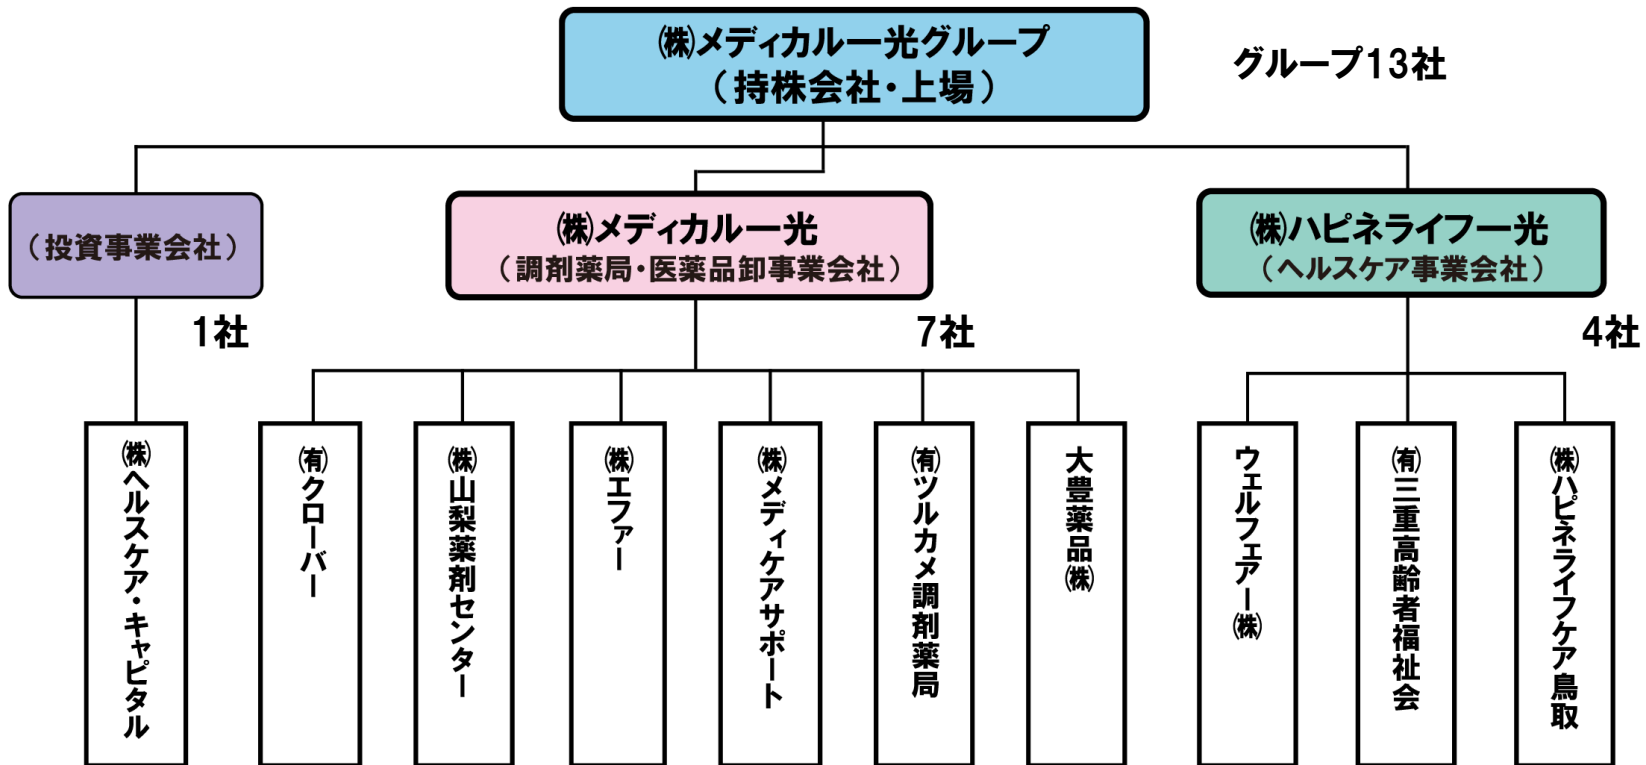 ㈱メディカル一光グループ
（持株会社・上場）
グループ13社
（投資事業会社）
㈱メディカル一光
（調剤薬局・医薬品卸事業会社）
㈱ハピネライフ一光
（ヘルスケア事業会社）
1社
7社
4社
㈱ヘルスケア・キャピタル
㈲クローバー
㈱山梨薬剤センター
㈱エファー
㈱メディケアサポート
㈲ツルカメ調剤薬局
大豊薬品㈱
ウェルフェアー㈱
㈲三重高齢者福祉会
㈱ハピネライフケア鳥取